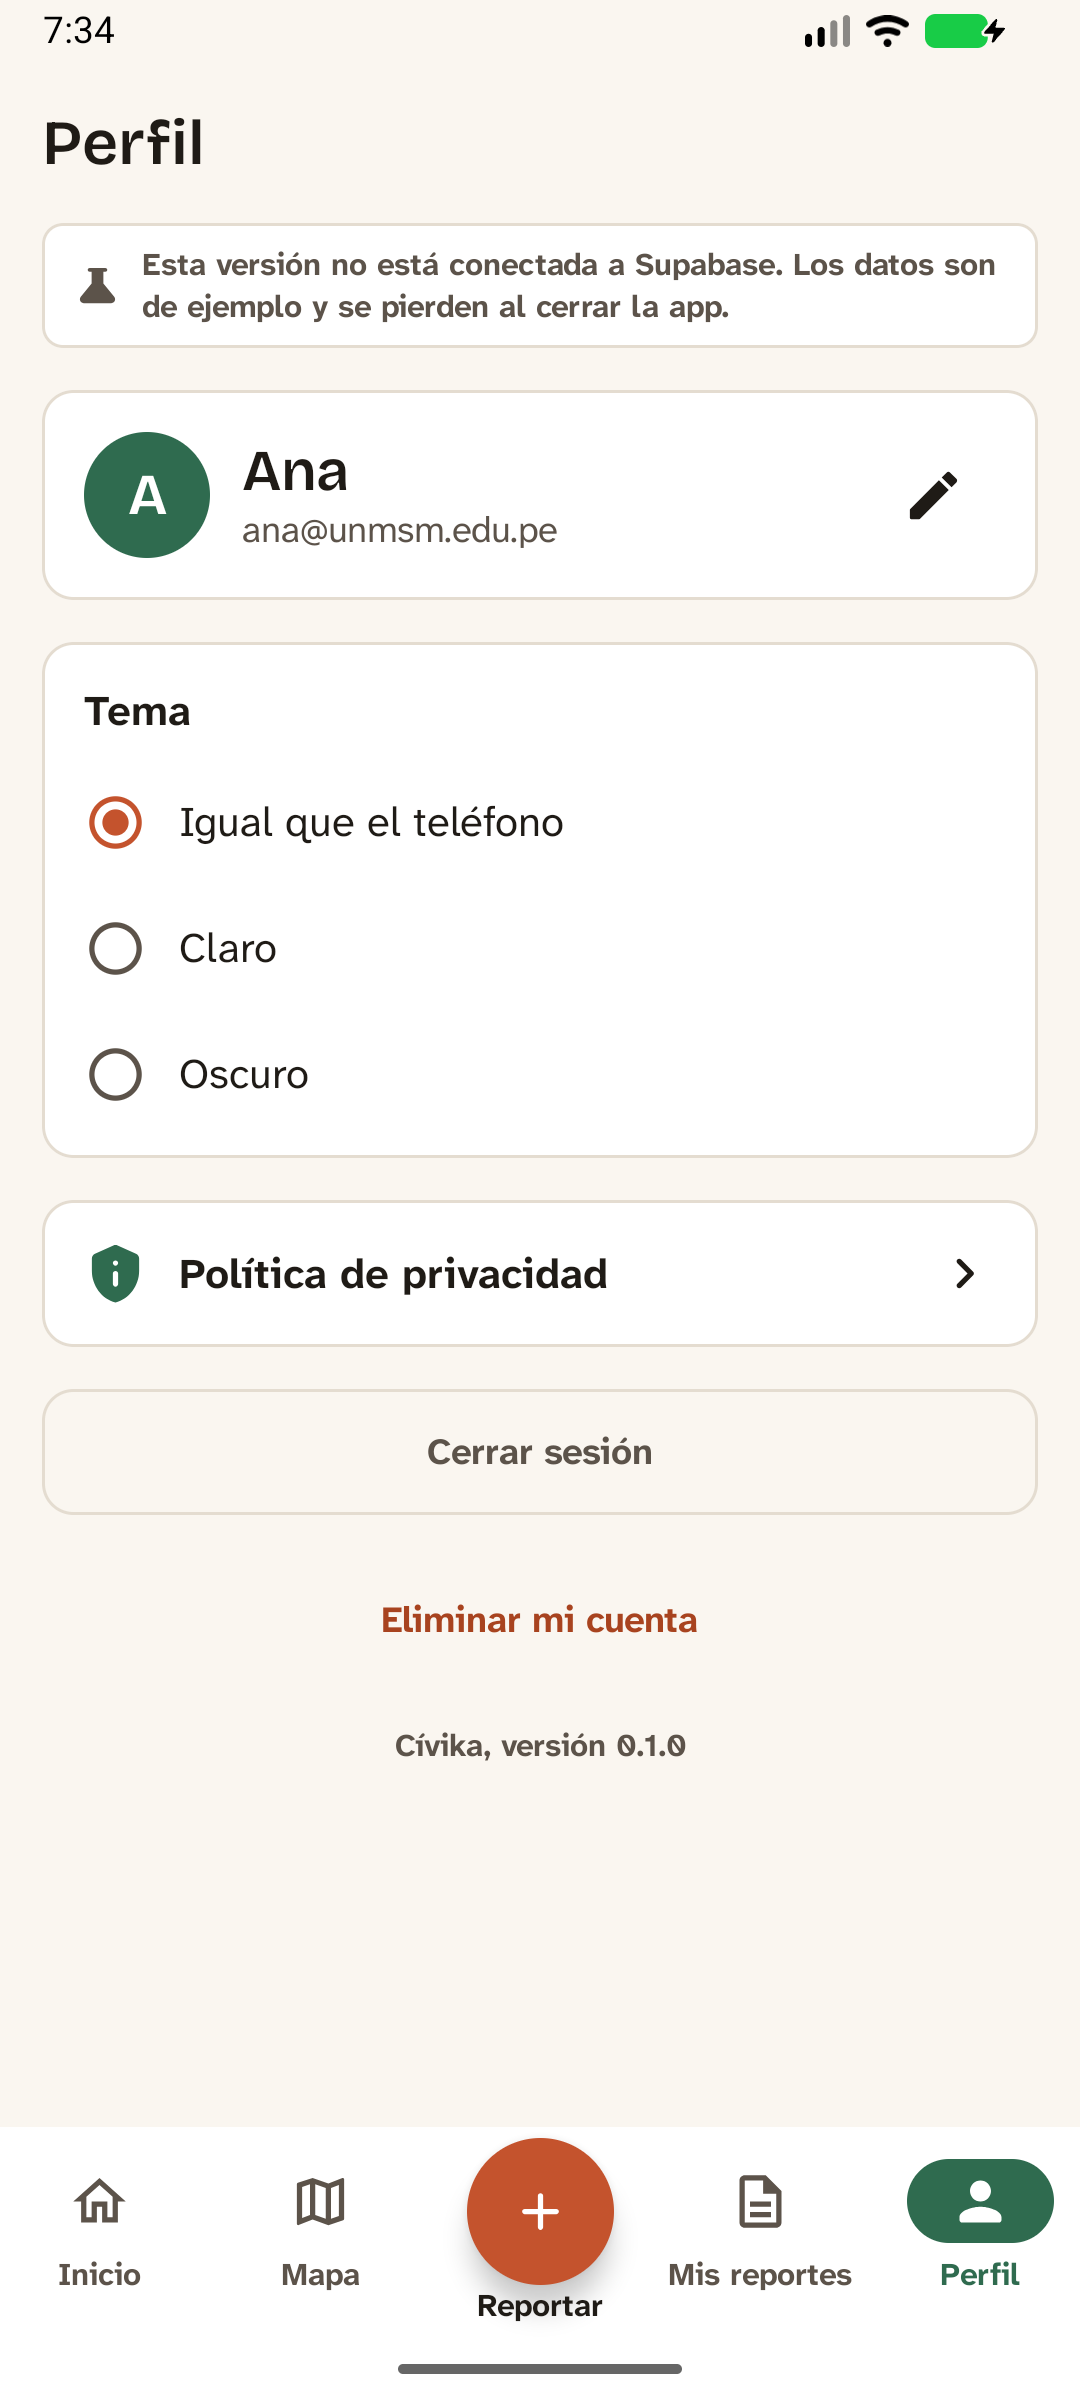 7:34
Perfil
Esta versión no está conectada a Supabase. Los datos son
de ejemplo y se pierden al cerrar la app.
A
Ana
ana@unmsm.edu.pe
Tema
Igual que el teléfono
Claro
Oscuro
Política de privacidad
Cerrar sesión
Eliminar mi cuenta
Cívika, versión 0.1.0
Inicio
Mapa
Reportar
Mis reportes
Perfil